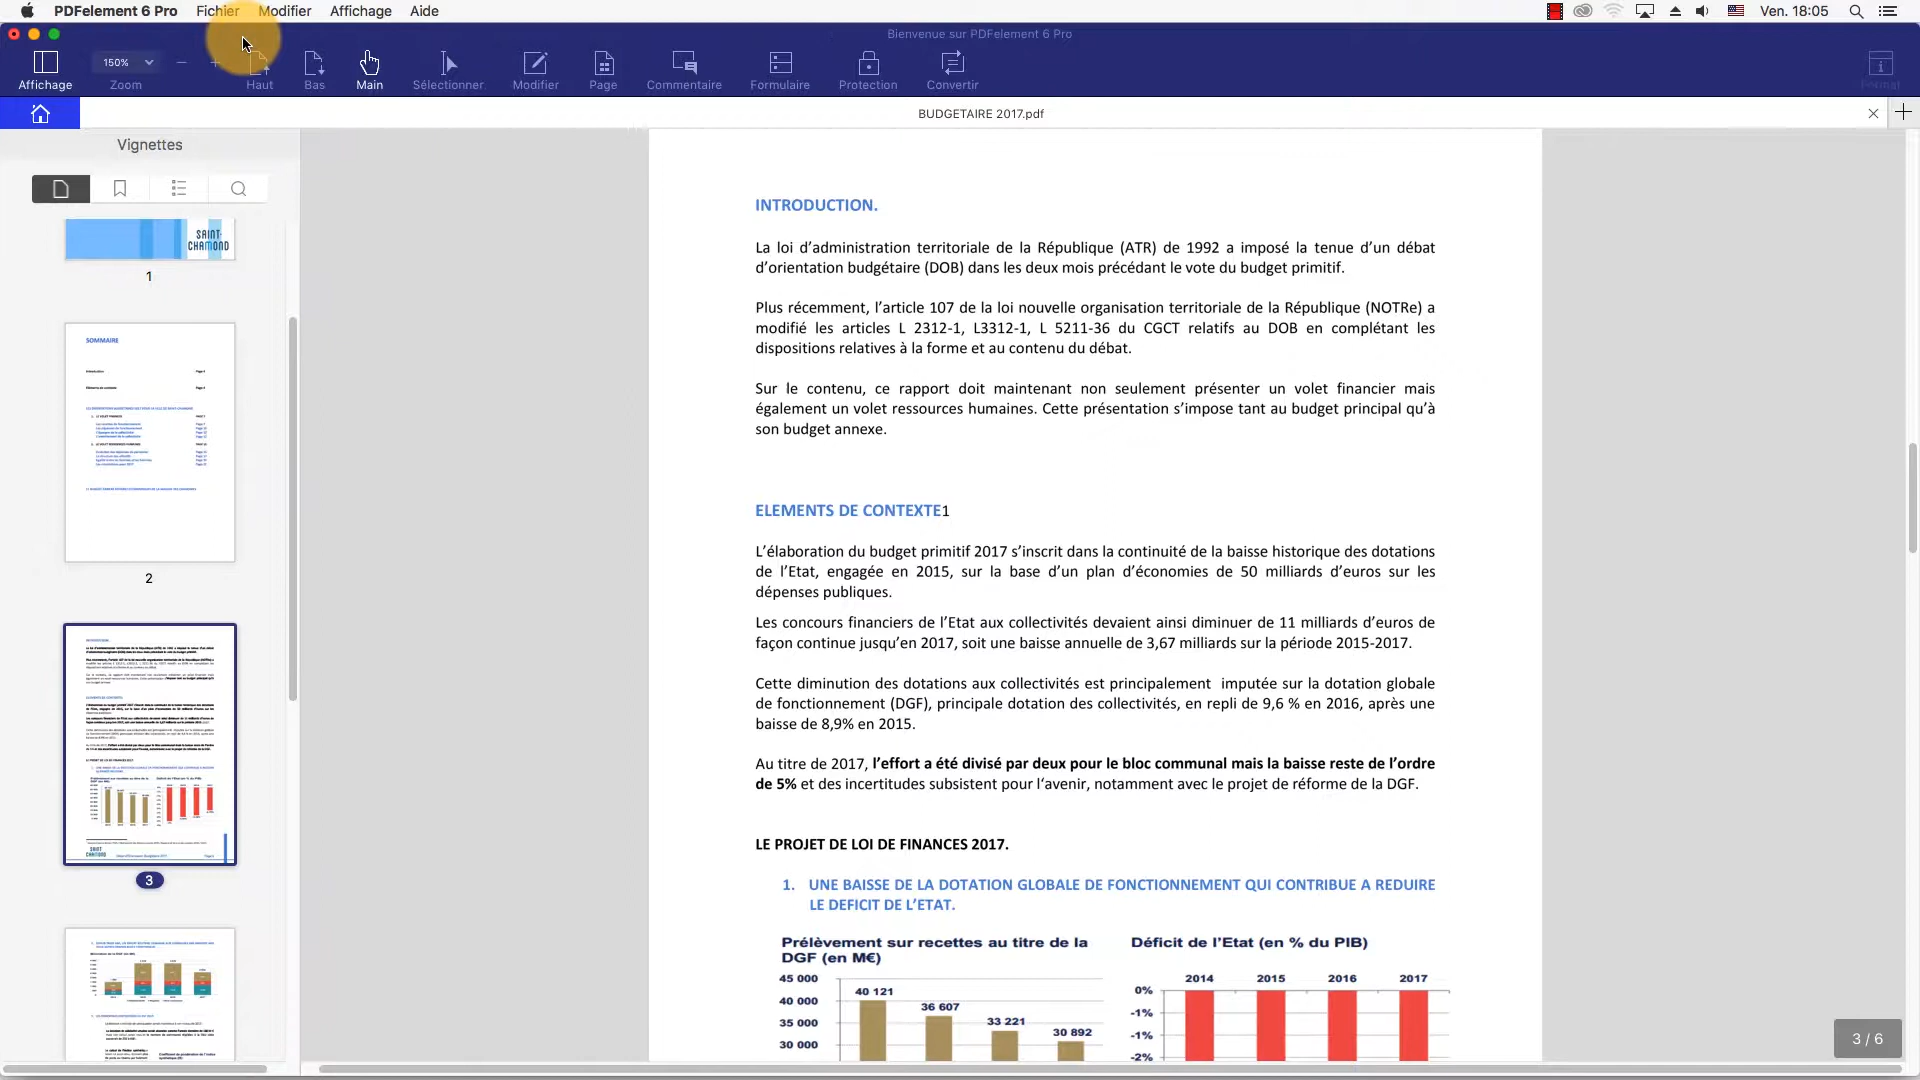 PDFelement 6 Pro Fichier Modifier Affichage Aide Ven. 18:05
Bienvenue sur PDFelement 6 Pro
150%
Affichage Zoom Haut Bas Main Sélectionner Modifier Page Commentaire Formulaire Protection Convertir Format
BUDGETAIRE 2017.pdf
Vignettes
SAINT-
CHAMOND
1
SOMMAIRE
2
3
INTRODUCTION.
La loi d’administration territoriale de la République (ATR) de 1992 a imposé la tenue d’un débat
d’orientation budgétaire (DOB) dans les deux mois précédant le vote du budget primitif.
Plus récemment, l’article 107 de la loi nouvelle organisation territoriale de la République (NOTRe) a
modifié les articles L 2312-1, L3312-1, L 5211-36 du CGCT relatifs au DOB en complétant les
dispositions relatives à la forme et au contenu du débat.
Sur le contenu, ce rapport doit maintenant non seulement présenter un volet financier mais
également un volet ressources humaines. Cette présentation s’impose tant au budget principal qu’à
son budget annexe.
ELEMENTS DE CONTEXTE1
L’élaboration du budget primitif 2017 s’inscrit dans la continuité de la baisse historique des dotations
de l’Etat, engagée en 2015, sur la base d’un plan d’économies de 50 milliards d’euros sur les
dépenses publiques.
Les concours financiers de l’Etat aux collectivités devaient ainsi diminuer de 11 milliards d’euros de
façon continue jusqu’en 2017, soit une baisse annuelle de 3,67 milliards sur la période 2015-2017.
Cette diminution des dotations aux collectivités est principalement imputée sur la dotation globale
de fonctionnement (DGF), principale dotation des collectivités, en repli de 9,6 % en 2016, après une
baisse de 8,9% en 2015.
Au titre de 2017, l’effort a été divisé par deux pour le bloc communal mais la baisse reste de l’ordre
de 5% et des incertitudes subsistent pour l‘avenir, notamment avec le projet de réforme de la DGF.
LE PROJET DE LOI DE FINANCES 2017.
1. UNE BAISSE DE LA DOTATION GLOBALE DE FONCTIONNEMENT QUI CONTRIBUE A REDUIRE
LE DEFICIT DE L’ETAT.
Prélèvement sur recettes au titre de la
DGF (en M€)
45 000
40 000
35 000
30 000
40 121
36 607
33 221
30 892
Déficit de l’Etat (en % du PIB)
2014 2015 2016 2017
0%
-1%
-1%
-2%
3 / 6